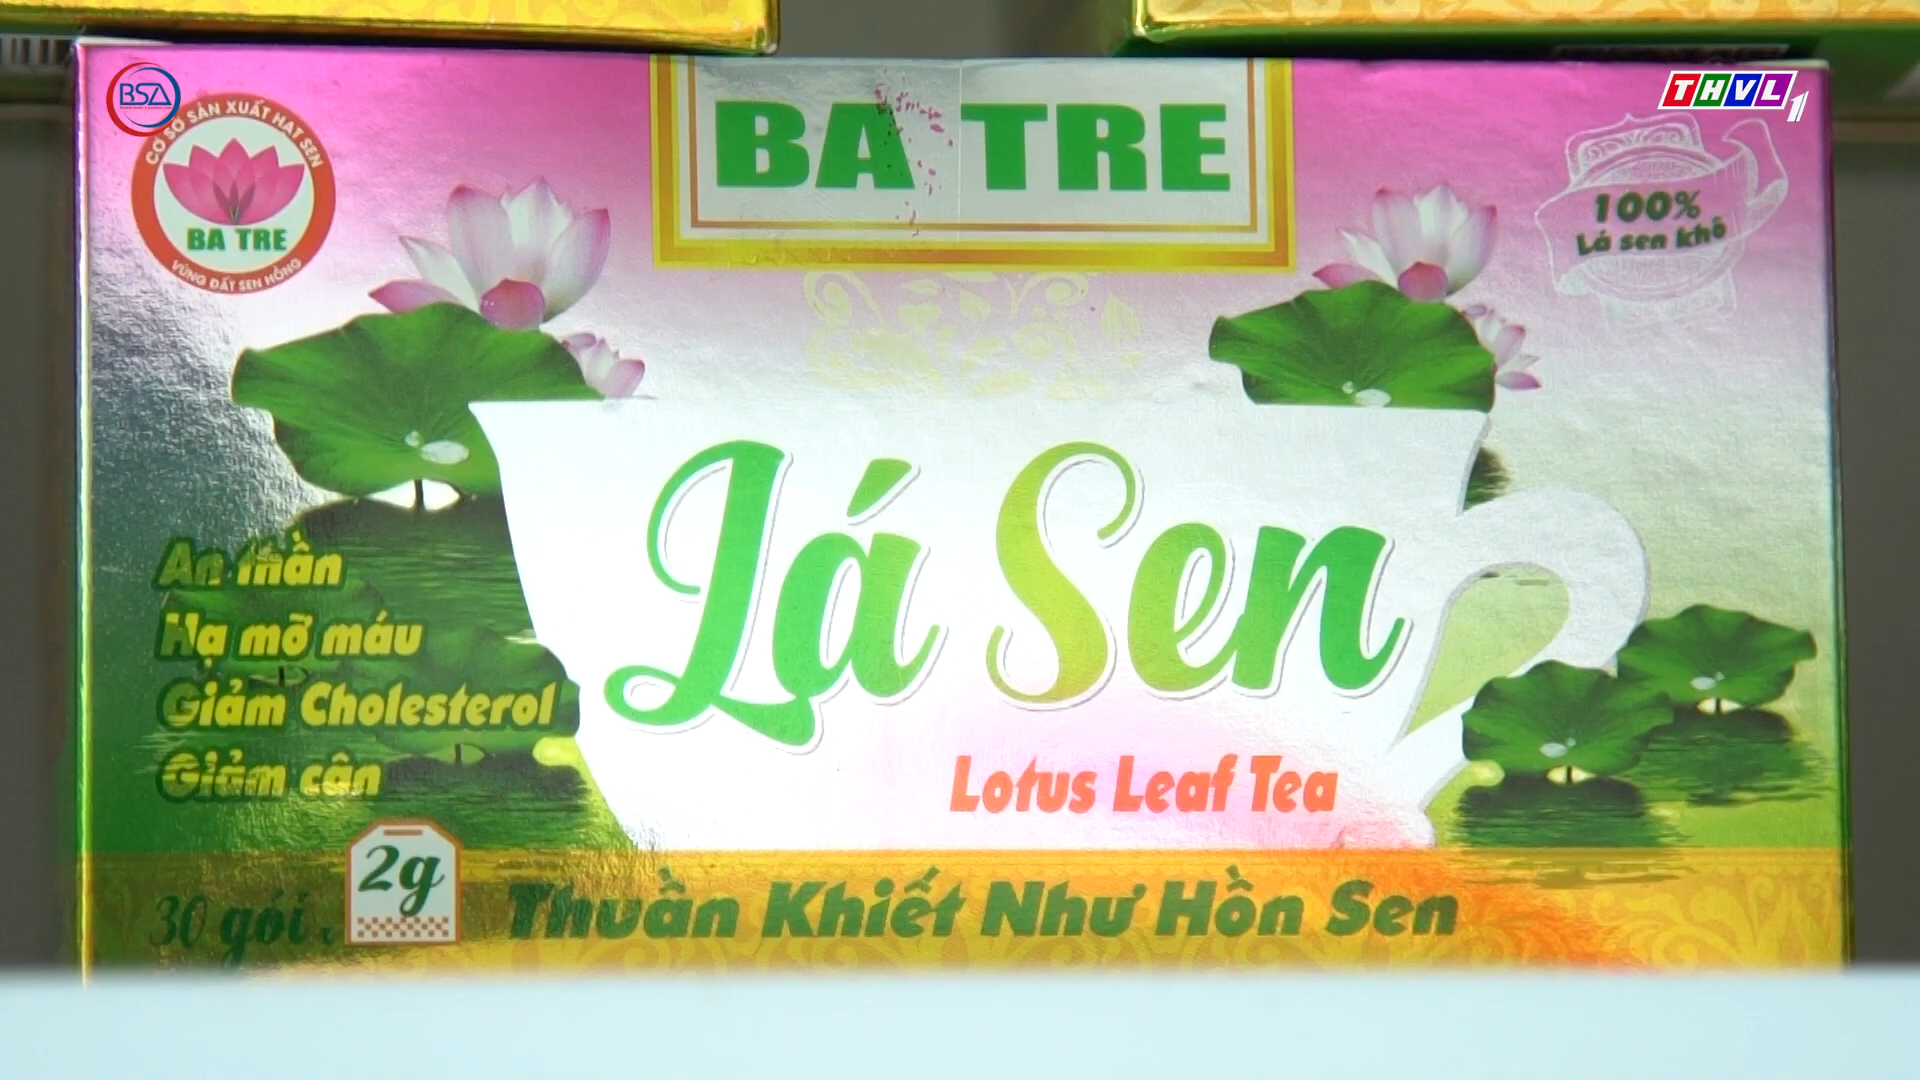 BSA
THVL1
CƠ SỞ SẢN XUẤT HẠT SEN
BA TRE
VÙNG ĐẤT SEN HỒNG
BA TRE
100%
Lá sen khô
Lá Sen
Lotus Leaf Tea
An thần
Hạ mỡ máu
Giảm Cholesterol
Giảm cân
30 gói x 2g
Thuần Khiết Như Hồn Sen